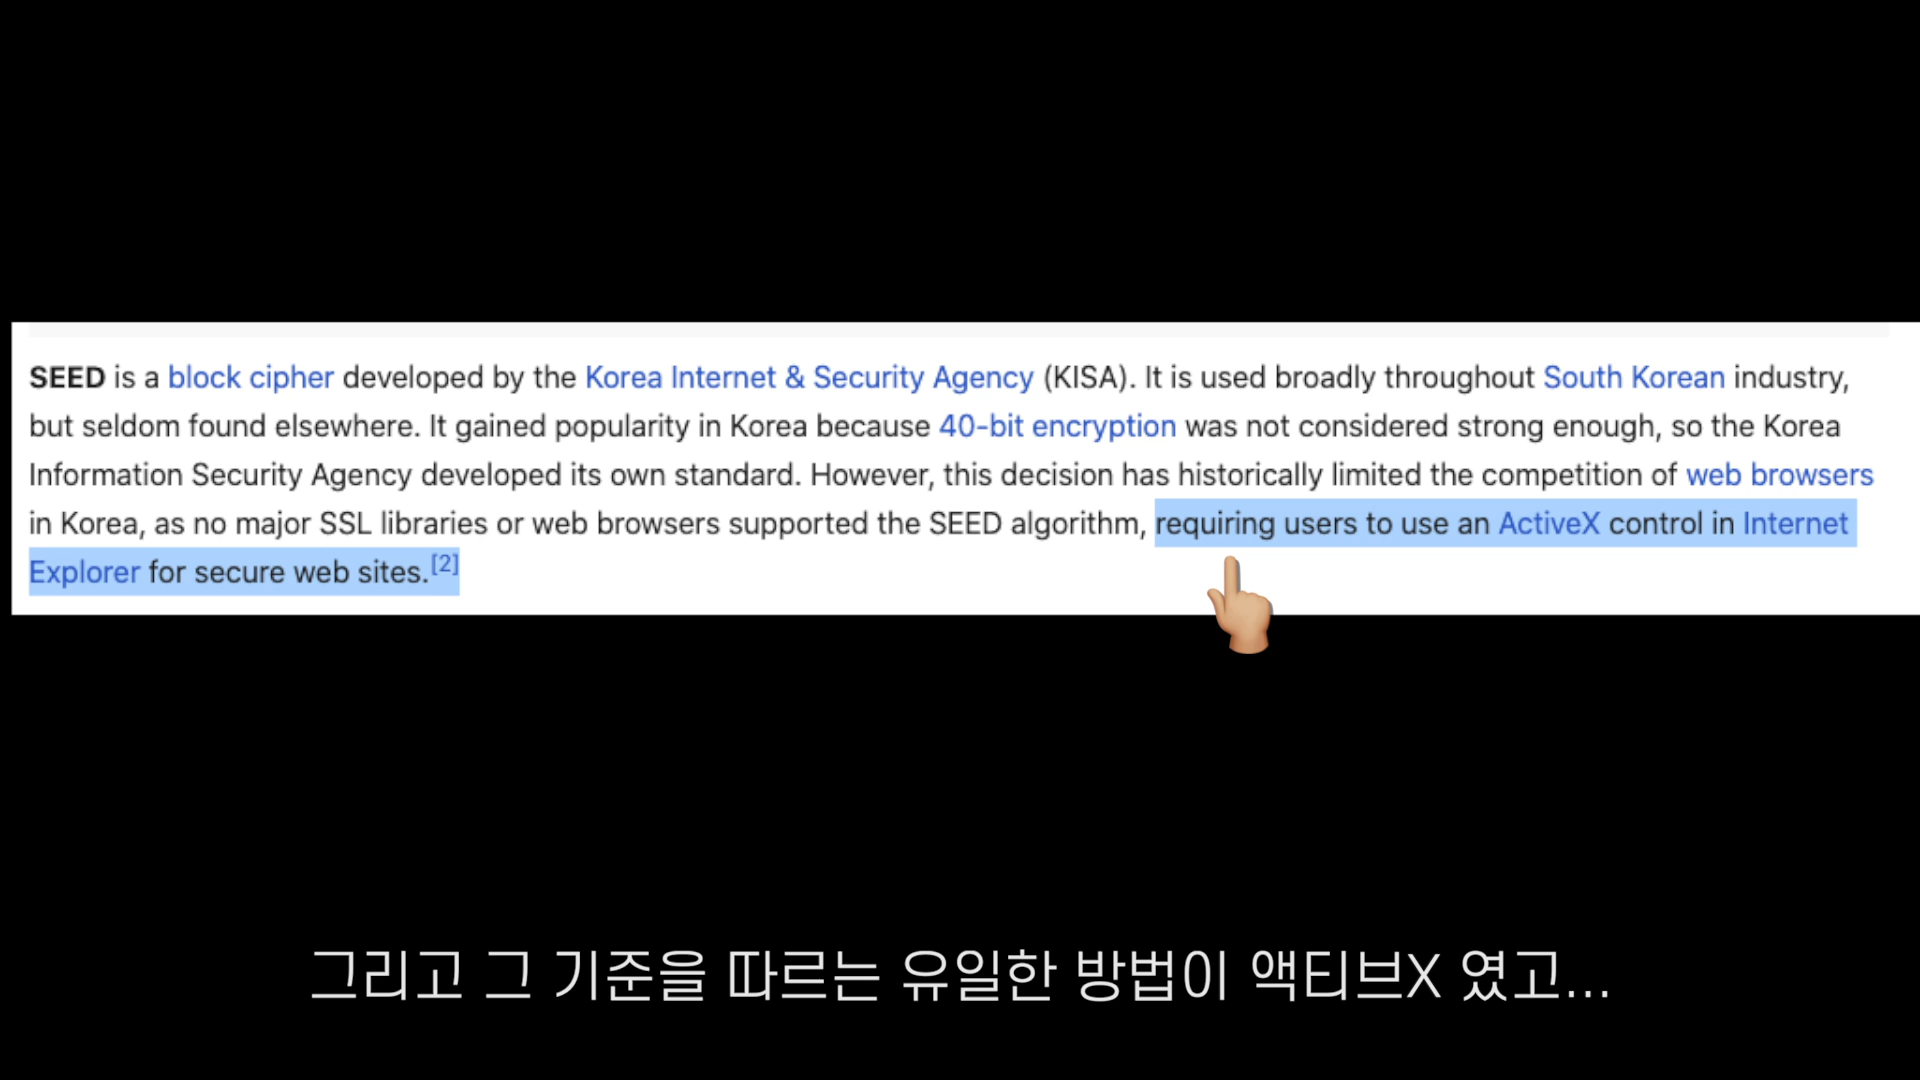 SEED is a block cipher developed by the Korea Internet & Security Agency (KISA). It is used broadly throughout South Korean industry,
but seldom found elsewhere. It gained popularity in Korea because 40-bit encryption was not considered strong enough, so the Korea
Information Security Agency developed its own standard. However, this decision has historically limited the competition of web browsers
in Korea, as no major SSL libraries or web browsers supported the SEED algorithm, requiring users to use an ActiveX control in Internet
Explorer for secure web sites.[2]
그리고 그 기준을 따르는 유일한 방법이 액티브X 였고...